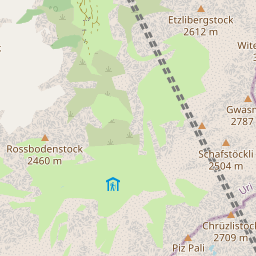 Etzlibergstock
2612 m
Gwasm
2787
Rossbodenstock
2460 m
Schafstöckli
2504 m
Uri
Chrüzlistock
2709 m
Piz Pali